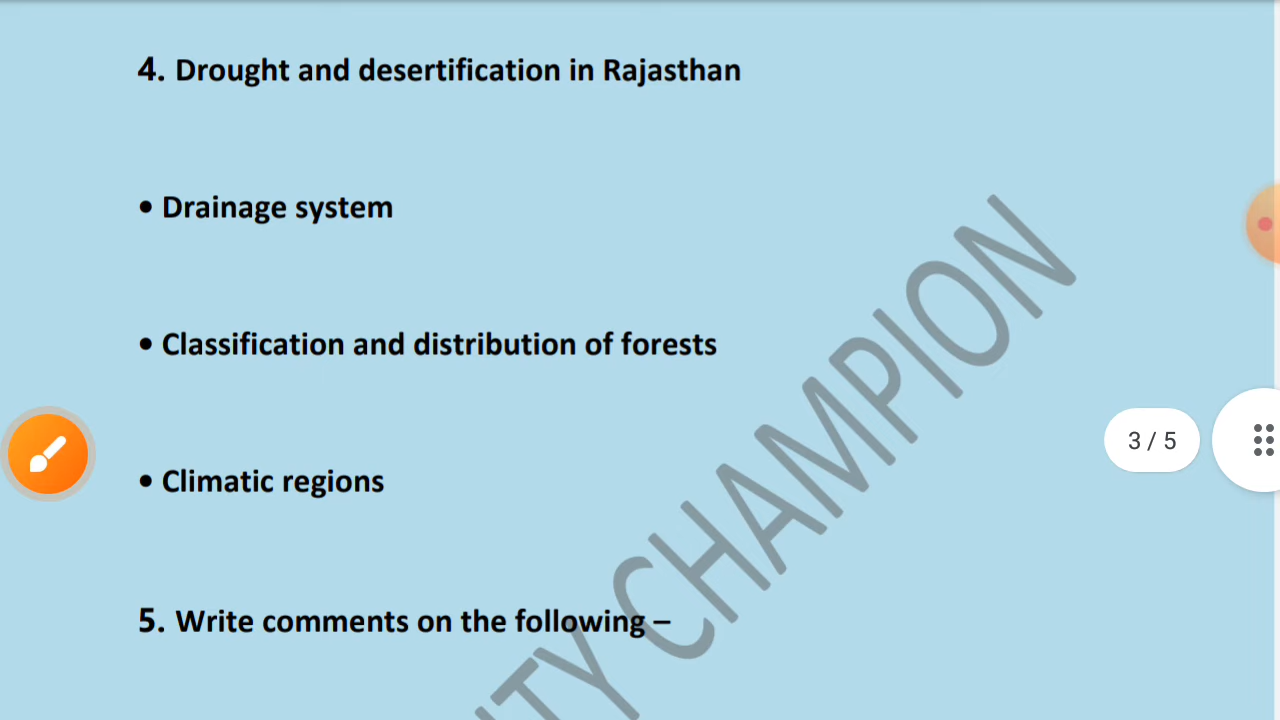 4. Drought and desertification in Rajasthan
• Drainage system
• Classification and distribution of forests
• Climatic regions
3 / 5
5. Write comments on the following –
CHAMPION